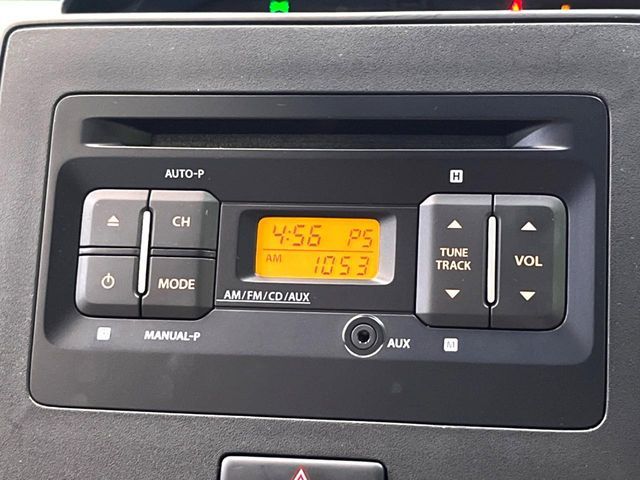 AUTO-P
H
CH
4:56 PS
AM 1053
TUNE
TRACK
VOL
MODE
AM/FM/CD/AUX
MANUAL-P
AUX
M